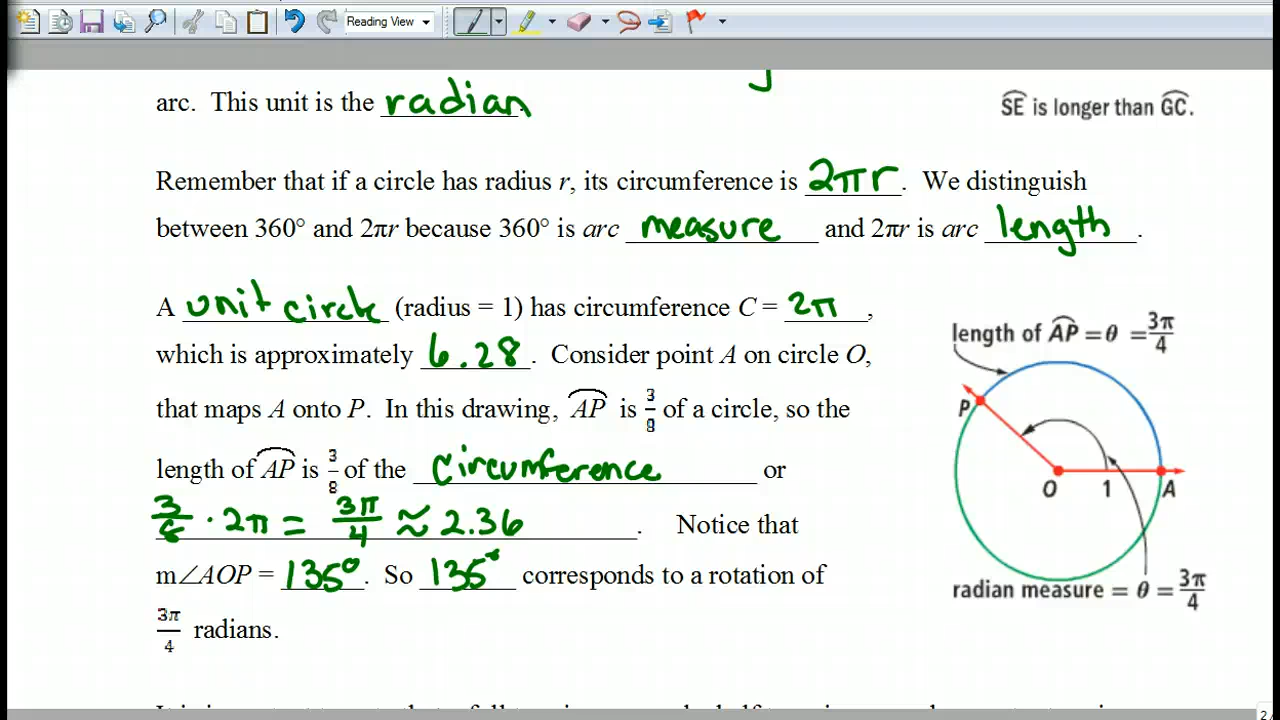 Reading View
arc. This unit is the radian.
SE is longer than GC.
Remember that if a circle has radius r, its circumference is 2πr. We distinguish
between 360° and 2πr because 360° is arc measure and 2πr is arc length.
A unit circle (radius = 1) has circumference C = 2π,
which is approximately 6.28. Consider point A on circle O,
that maps A onto P. In this drawing, AP is 3/8 of a circle, so the
length of AP is 3/8 of the circumference or
3/8 · 2π = 3π/4 ≈ 2.36. Notice that
m∠AOP = 135°. So 135° corresponds to a rotation of
3π/4 radians.
length of AP = θ = 3π/4
P
O 1 A
radian measure = θ = 3π/4